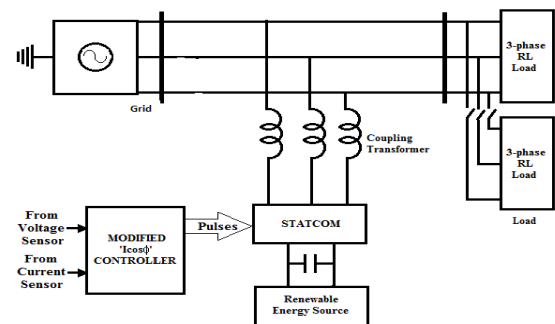 3-phase
RL
Load
Grid
Coupling
Transformer
3-phase
RL
Load
Load
From
Voltage
Sensor
From
Current
Sensor
MODIFIED
'Icosϕ'
CONTROLLER
Pulses
STATCOM
Renewable
Energy Source